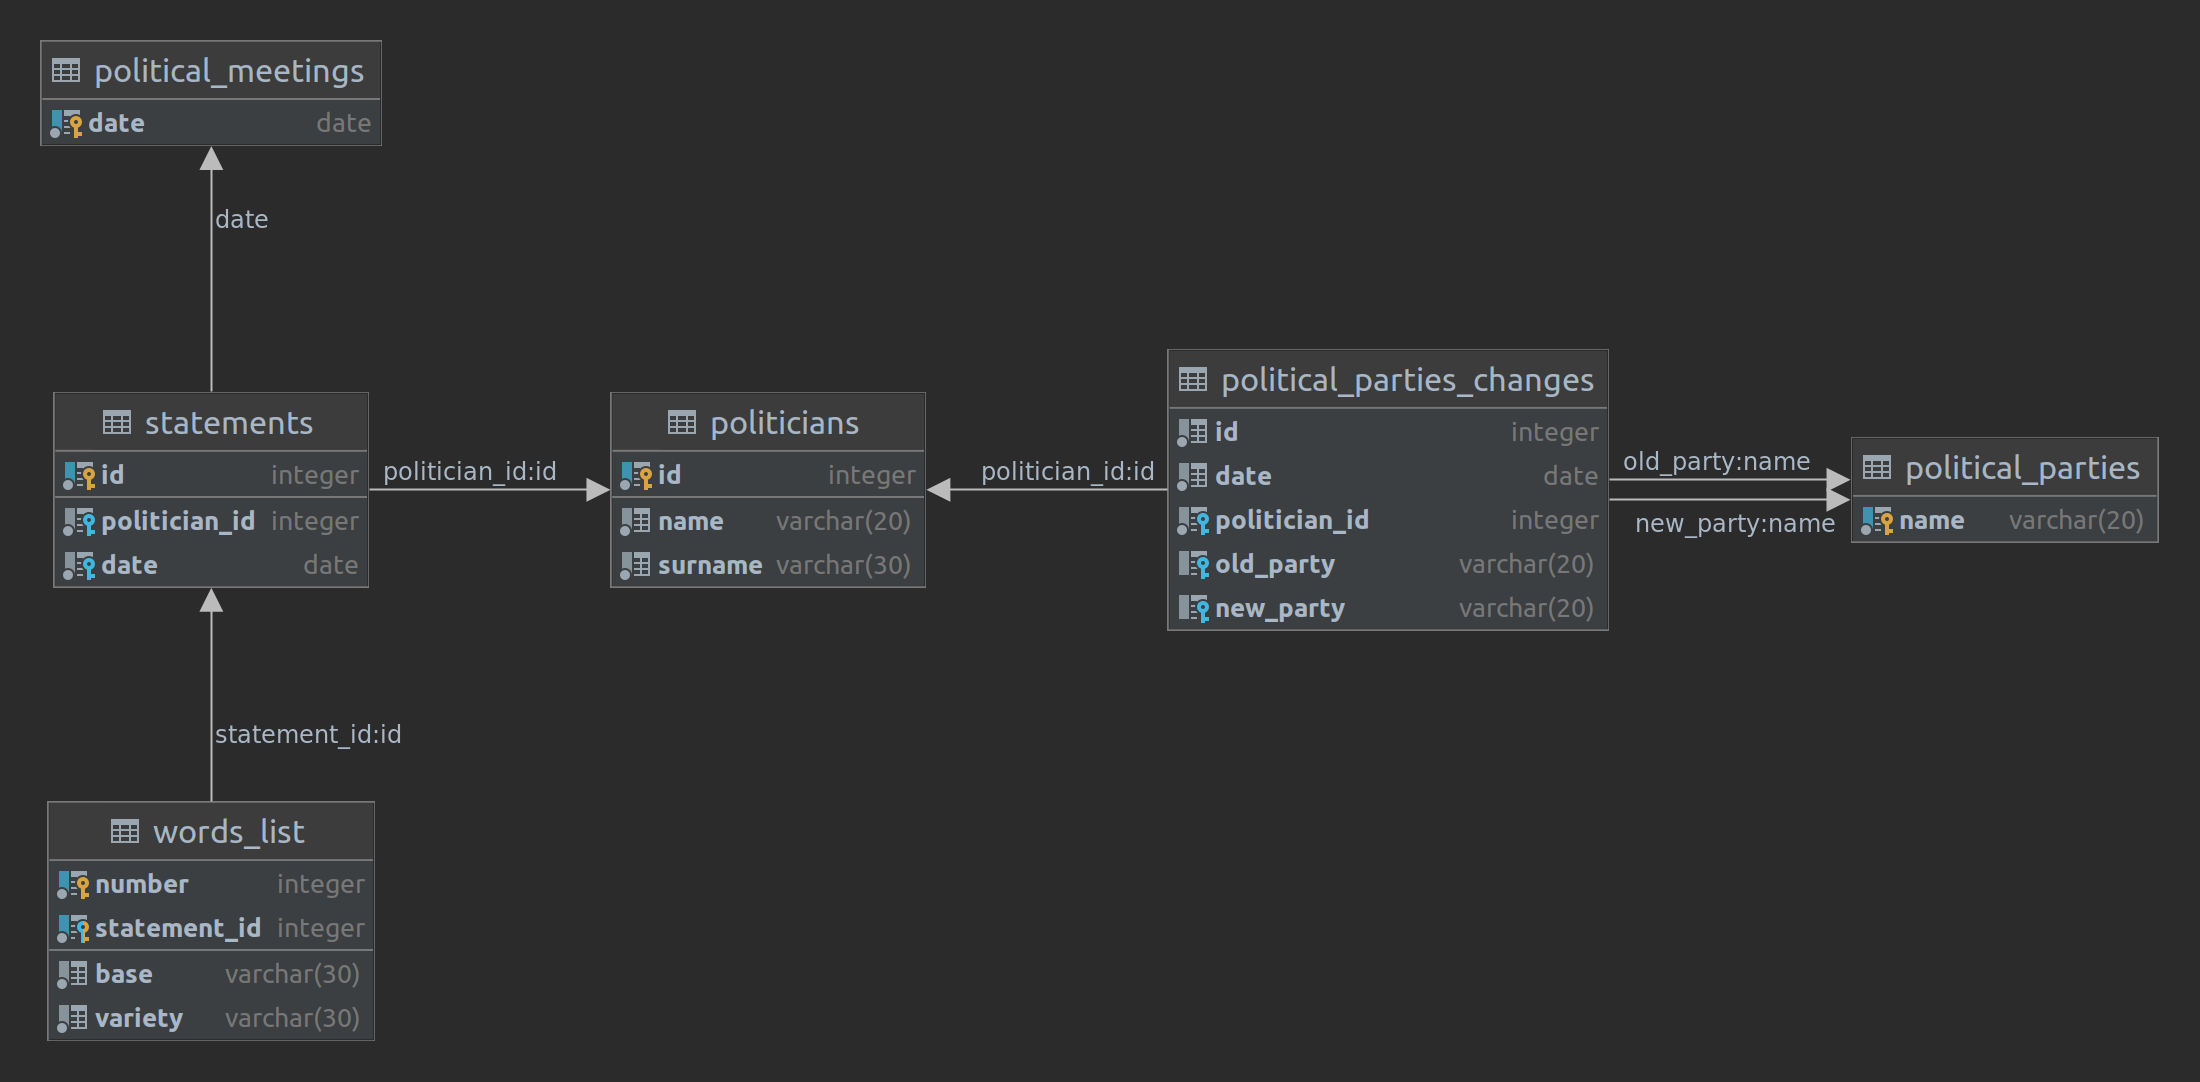 political_meetings
date date
date
statements
id integer
politician_id integer
date date
politician_id:id
politicians
id integer
name varchar(20)
surname varchar(30)
politician_id:id
political_parties_changes
id integer
date date
politician_id integer
old_party varchar(20)
new_party varchar(20)
old_party:name
new_party:name
political_parties
name varchar(20)
statement_id:id
words_list
number integer
statement_id integer
base varchar(30)
variety varchar(30)